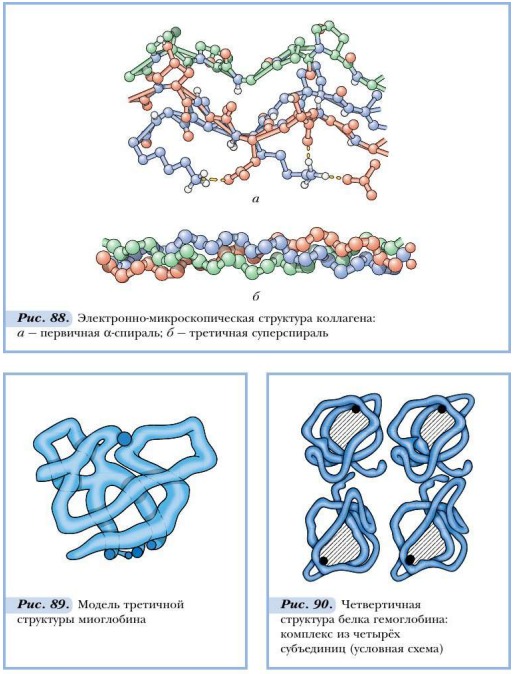 а
б
Рис. 88. Электронно-микроскопическая структура коллагена:
а — первичная α-спираль; б — третичная суперспираль
Рис. 89. Модель третичной
структуры миоглобина
Рис. 90. Четвертичная
структура белка гемоглобина:
комплекс из четырёх
субъединиц (условная схема)